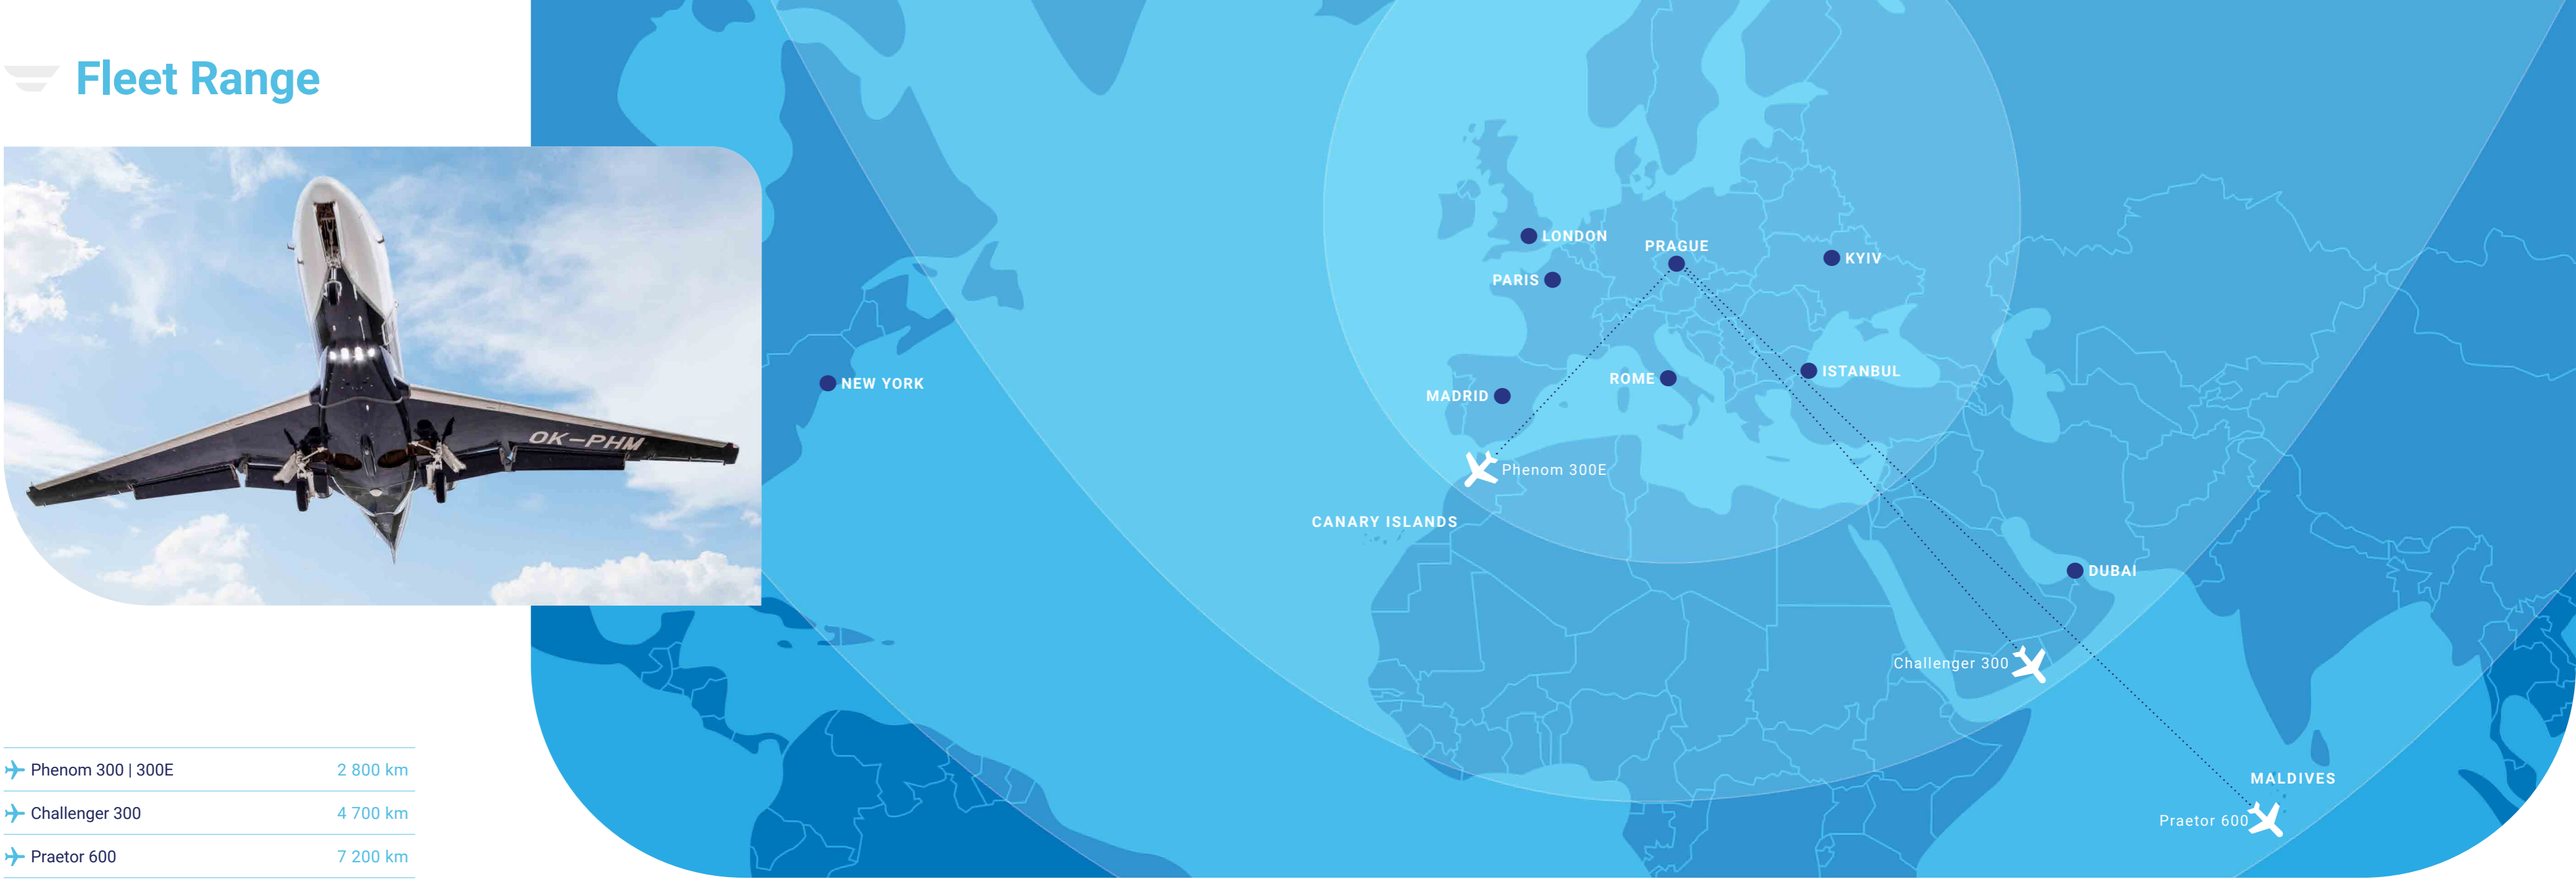 Fleet Range
OK-PHM
Phenom 300 | 300E 2 800 km
Challenger 300 4 700 km
Praetor 600 7 200 km
LONDON
PRAGUE
KYIV
PARIS
ISTANBUL
ROME
NEW YORK
MADRID
Phenom 300E
CANARY ISLANDS
DUBAI
Challenger 300
MALDIVES
Praetor 600